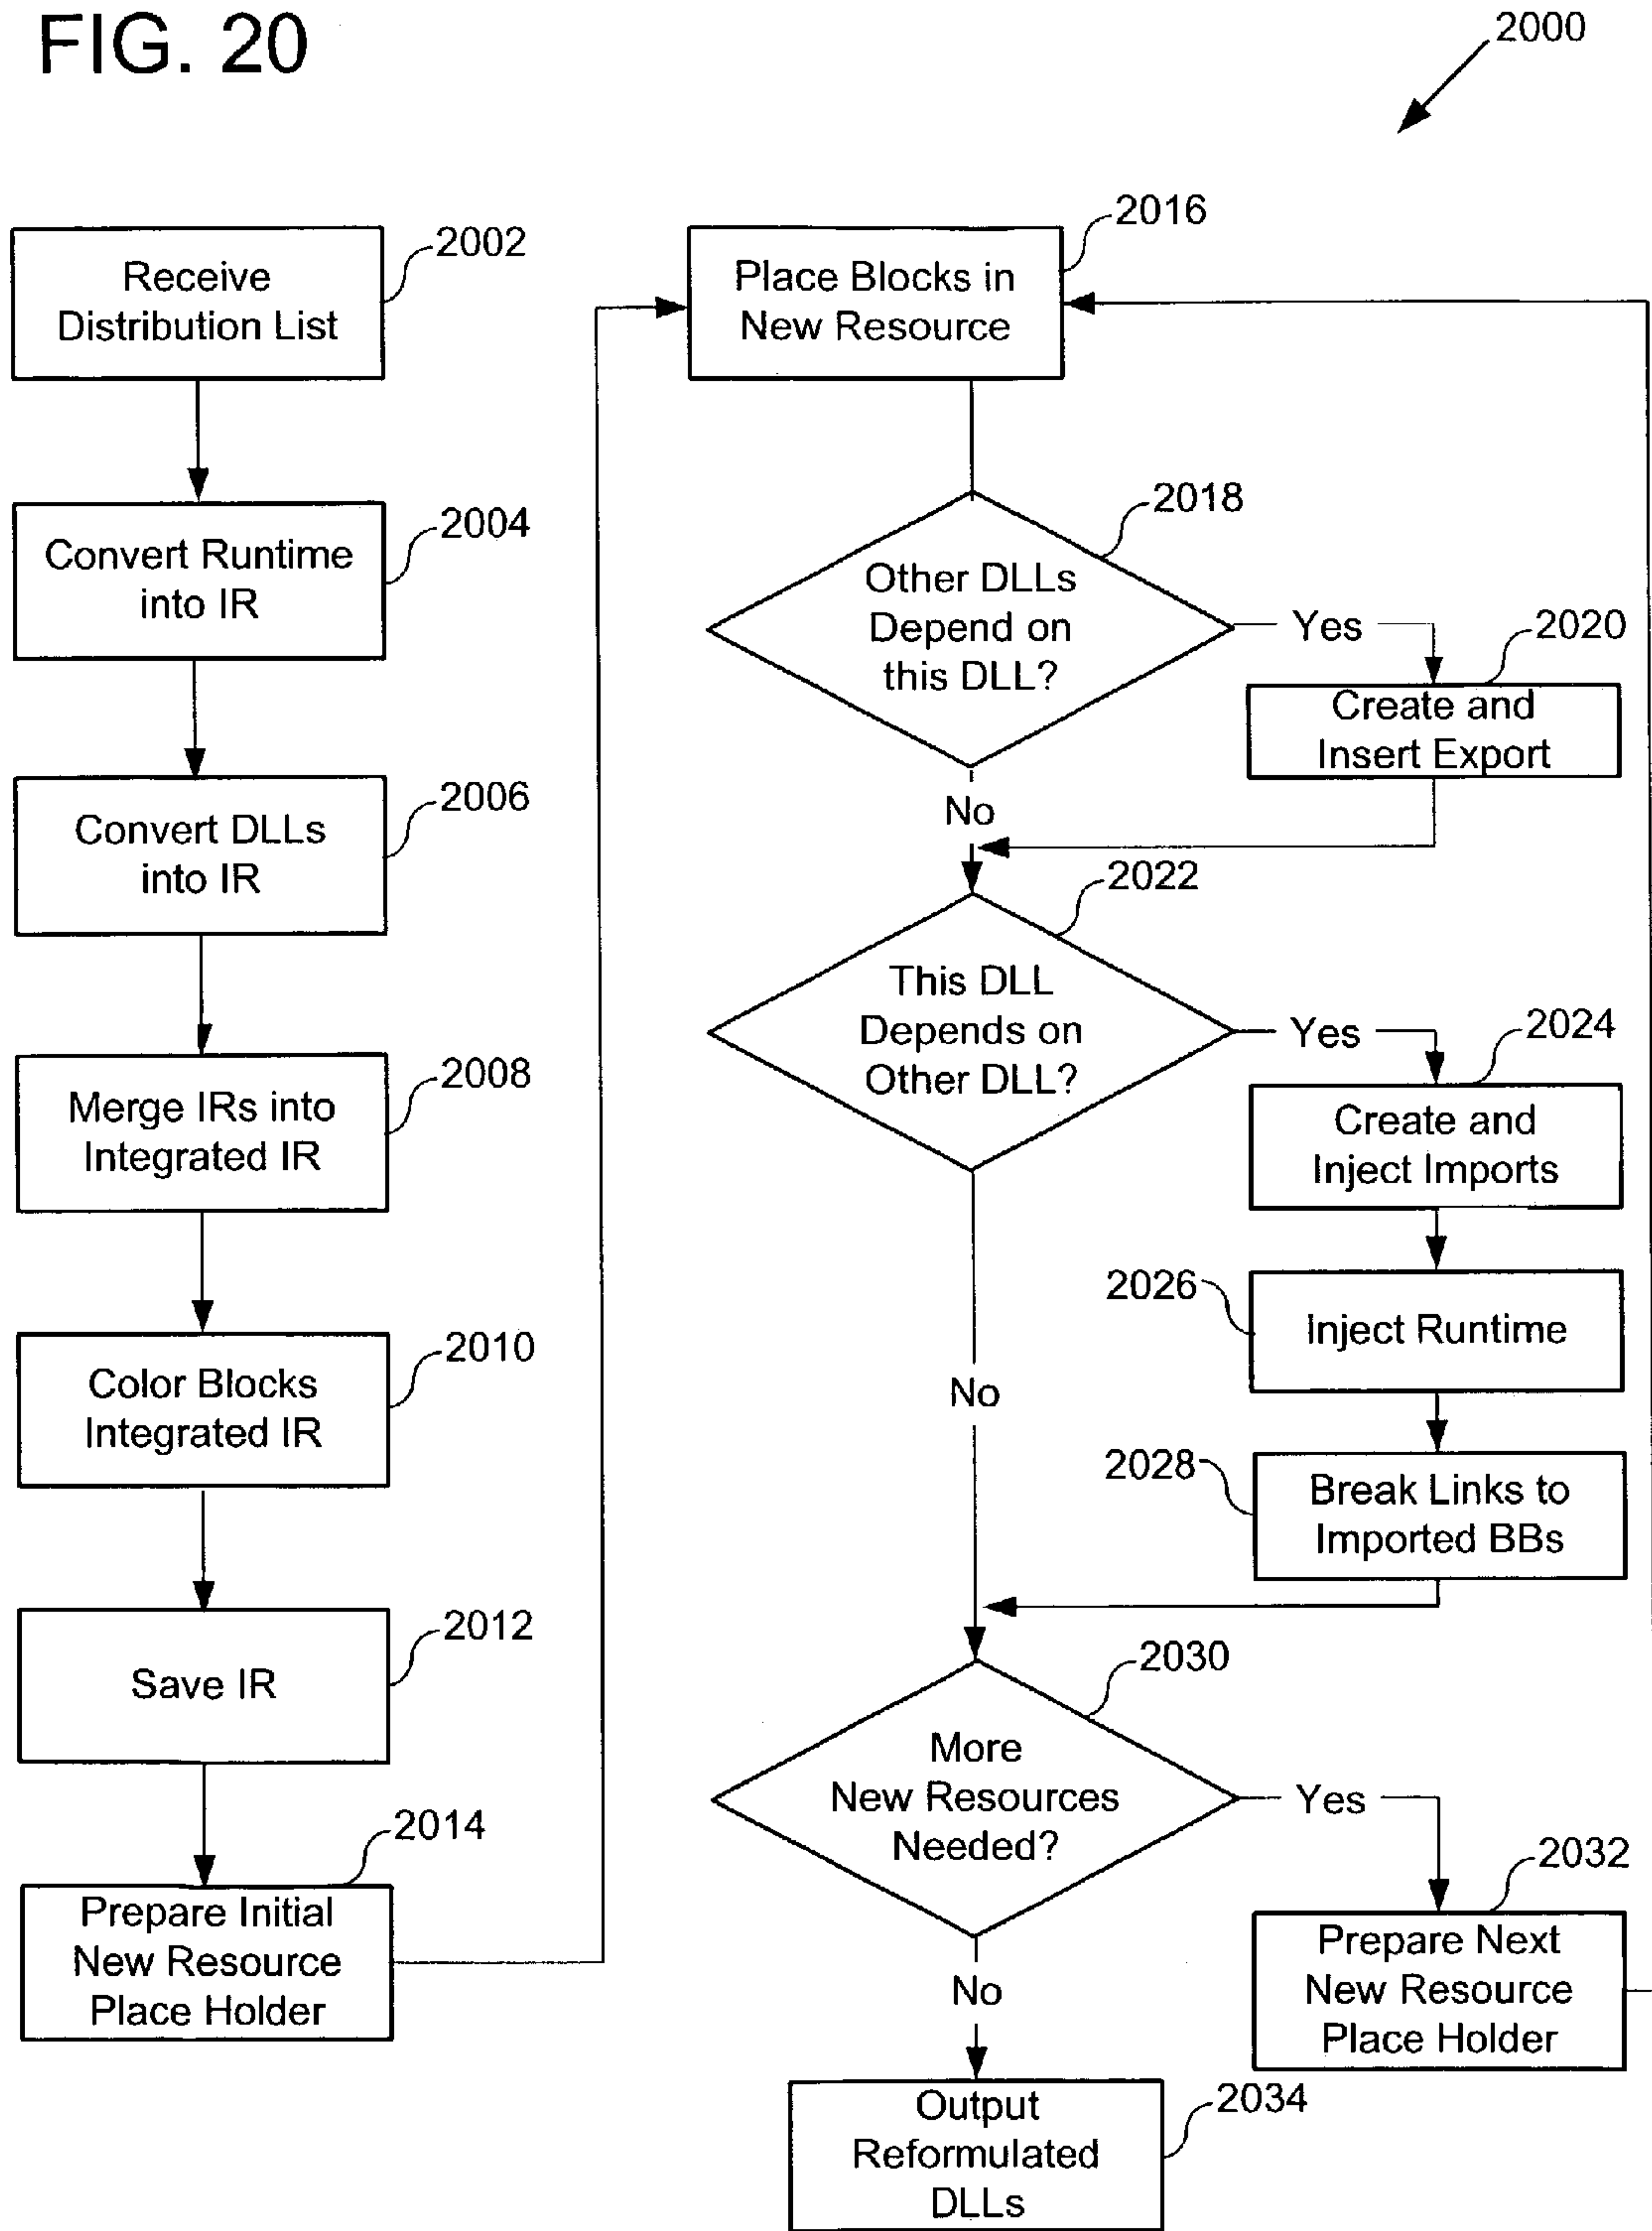 FIG. 20
2000
Receive
Distribution List
2002
Convert Runtime
into IR
2004
Convert DLLs
into IR
2006
Merge IRs into
Integrated IR
2008
Color Blocks
Integrated IR
2010
Save IR
2012
Prepare Initial
New Resource
Place Holder
2014
Place Blocks in
New Resource
2016
Other DLLs
Depend on
this DLL?
2018
Yes
No
Create and
Insert Export
2020
This DLL
Depends on
Other DLL?
2022
Yes
No
Create and
Inject Imports
2024
Inject Runtime
2026
Break Links to
Imported BBs
2028
More
New Resources
Needed?
2030
Yes
No
Prepare Next
New Resource
Place Holder
2032
Output
Reformulated
DLLs
2034